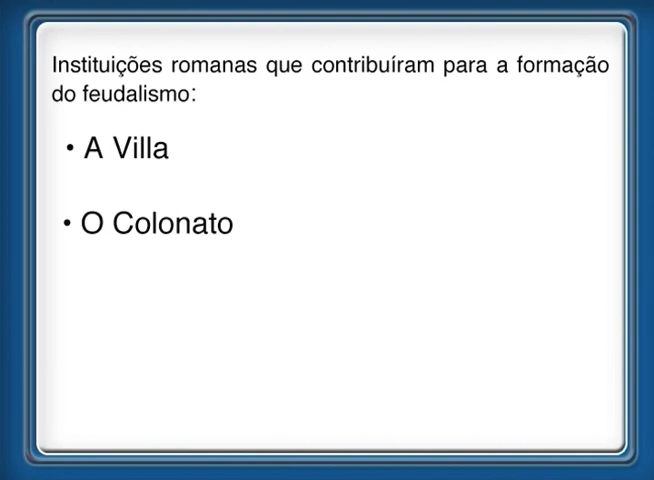 Instituições romanas que contribuíram para a formação
do feudalismo:
• A Villa
• O Colonato